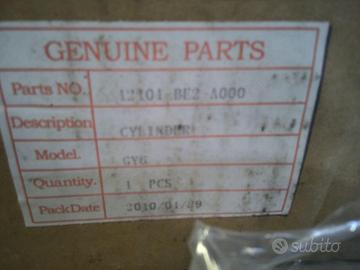 GENUINE PARTS
Parts NO. 12101-BE2-A000
Description CYLINDER
Model. GY6
Quantity. 1 PCS
PackDate 2010/01/09
subito